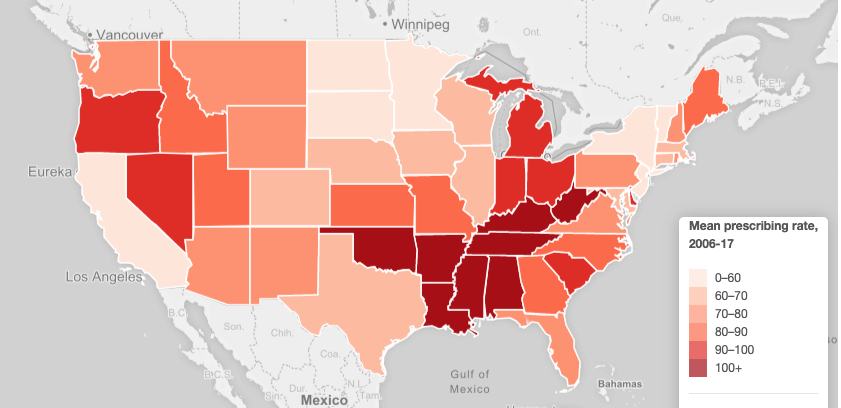 Winnipeg
Vancouver
Ont.
Que.
N.B.
P.E.I.
N.S.
Eureka
Los Angeles
Mean prescribing rate,
2006-17
0–60
60–70
70–80
80–90
90–100
100+
B.C.
Son.
Chih.
Coa.
B.C.S.
Sin.
Dur.
N.L.
Tam.
Mexico
Gulf of
Mexico
Bahamas